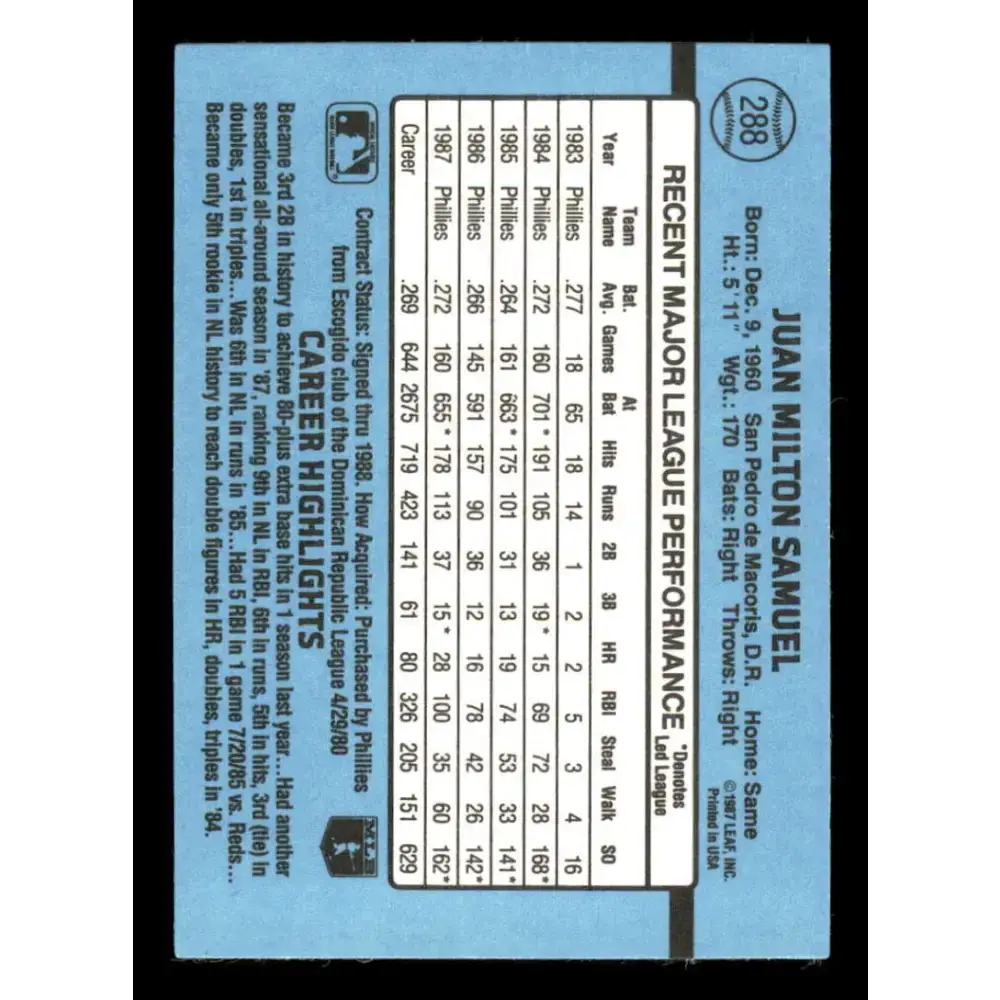 288
JUAN MILTON SAMUEL
Born: Dec. 9, 1960 San Pedro de Macoris, D.R. Home: Same
Ht.: 5'11" Wgt.: 170 Bats: Right Throws: Right
©1987 LEAF, INC.
Printed in USA
RECENT MAJOR LEAGUE PERFORMANCE *Denotes Led League
Year Team Name Bat. Avg. Games At Bat Hits Runs 2B 3B HR RBI Steal Walk SO
1983 Phillies .277 18 65 18 14 1 2 2 5 3 4 16
1984 Phillies .272 160 701* 191 105 36 19* 15 69 72 28 168*
1985 Phillies .264 161 663* 175 101 31 13 19 74 53 33 141*
1986 Phillies .266 145 591 157 90 36 12 16 78 42 26 142*
1987 Phillies .272 160 655* 178 113 37 15* 28 100 35 60 162*
Career .269 644 2675 719 423 141 61 80 326 205 151 629
Contract Status: Signed thru 1988. How Acquired: Purchased by Phillies
from Escogido club of the Dominican Republic League 4/29/80
MLB
CAREER HIGHLIGHTS
Became 3rd 2B in history to achieve 80-plus extra base hits in 1 season last year...Had another
sensational all-around season in '87, ranking 9th in NL in RBI, 6th in runs, 5th in hits, 3rd (tie) in
doubles, 1st in triples...Was 6th in NL in runs in '85...Had 5 RBI in 1 game 7/20/85 vs. Reds...
Became only 5th rookie in NL history to reach double figures in HR, doubles, triples in '84.